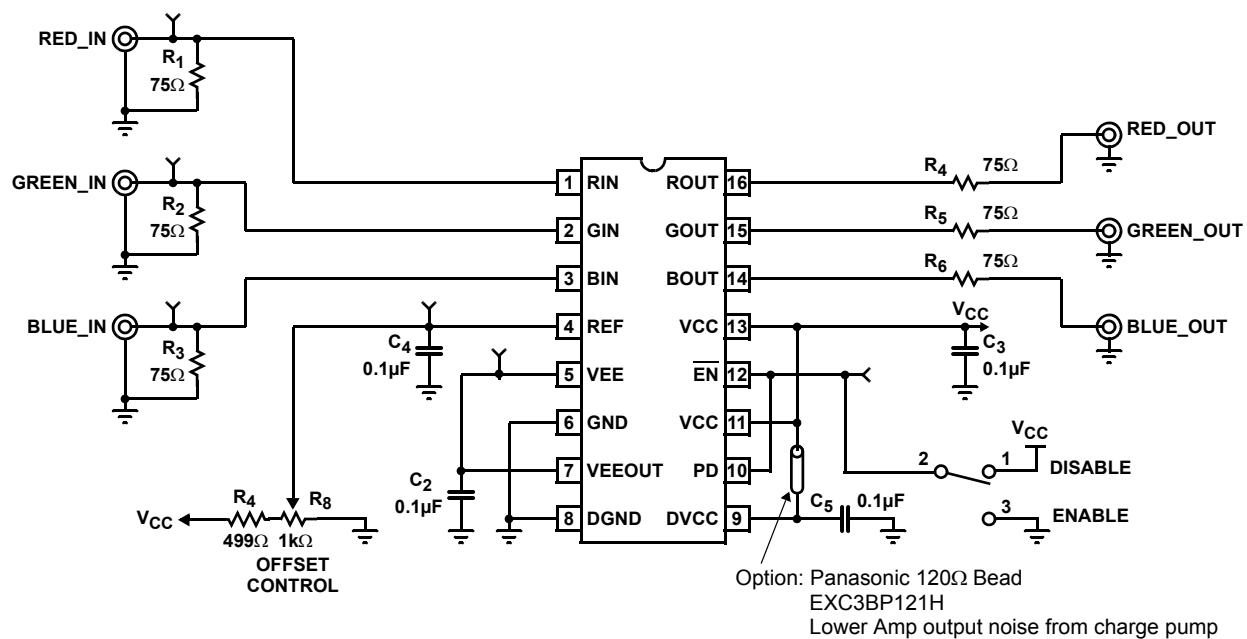 RED_IN
R1
75Ω
GREEN_IN
R2
75Ω
BLUE_IN
R3
75Ω
C4
0.1µF
C2
0.1µF
VCC
R4
499Ω
R8
1kΩ
OFFSET
CONTROL
1 RIN ROUT 16
2 GIN GOUT 15
3 BIN BOUT 14
4 REF VCC 13
5 VEE EN 12
6 GND VCC 11
7 VEEOUT PD 10
8 DGND DVCC 9
R4 75Ω
RED_OUT
R5 75Ω
GREEN_OUT
R6 75Ω
BLUE_OUT
VCC
C3
0.1µF
VCC
2 1 DISABLE
3 ENABLE
C5 0.1µF
Option: Panasonic 120Ω Bead
EXC3BP121H
Lower Amp output noise from charge pump